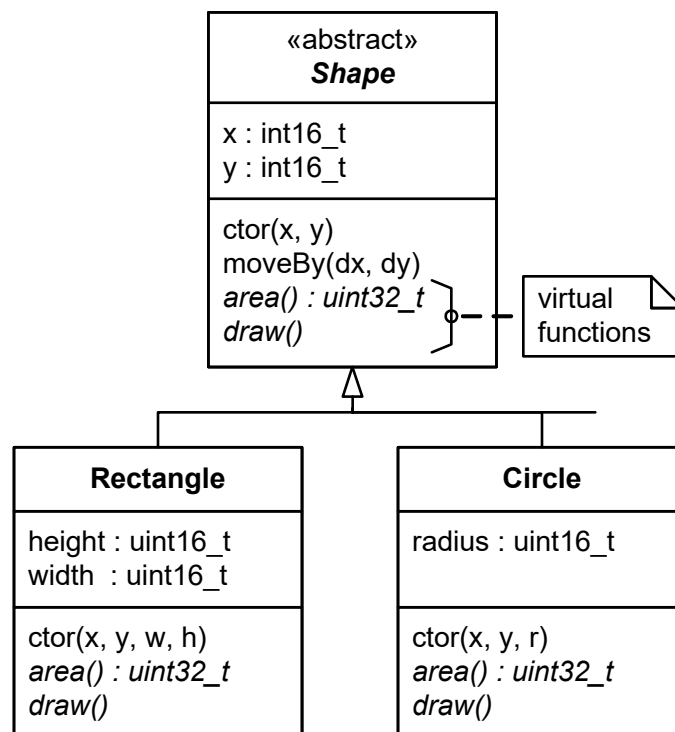 «abstract»
Shape
x : int16_t
y : int16_t
ctor(x, y)
moveBy(dx, dy)
area() : uint32_t
draw()
virtual
functions
Rectangle
height : uint16_t
width : uint16_t
ctor(x, y, w, h)
area() : uint32_t
draw()
Circle
radius : uint16_t
ctor(x, y, r)
area() : uint32_t
draw()